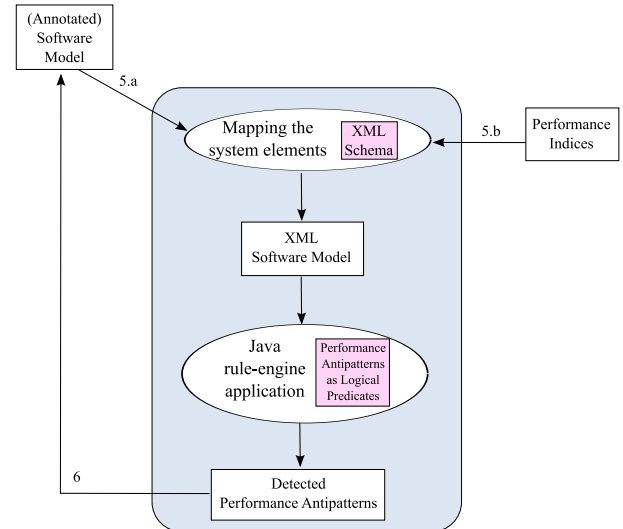 (Annotated)
Software
Model
5.a
Mapping the
system elements
XML
Schema
5.b
Performance
Indices
XML
Software Model
Java
rule-engine
application
Performance
Antipatterns
as Logical
Predicates
6
Detected
Performance Antipatterns